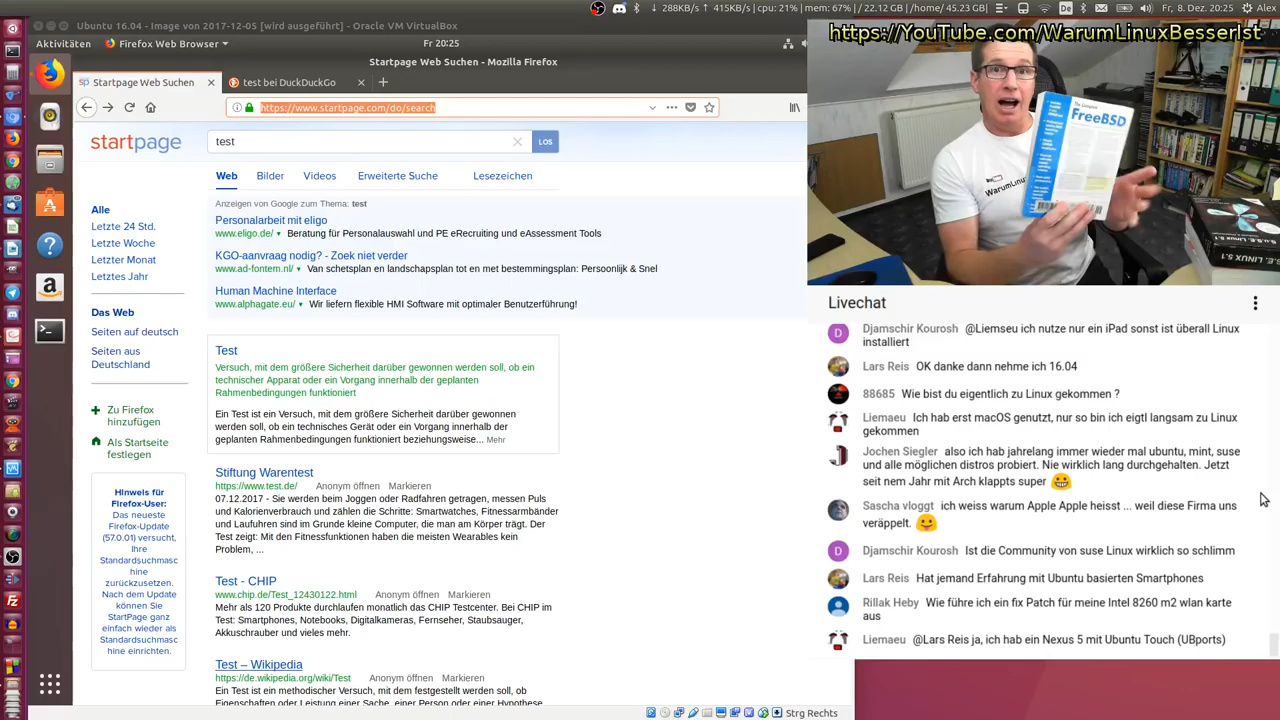 Ubuntu 16.04 - Image von 2017-12-05 [wird ausgeführt] - Oracle VM VirtualBox
288KB/s
415KB/s
cpu: 21%
mem: 67%
/ 22.12 GB
/home/45.23 GB
Fr, 8. Dez, 20:25
Alex
Aktivitäten
Firefox Web Browser
Fr 20:25
Startpage Web Suchen - Mozilla Firefox
Startpage Web Suchen
test bei DuckDuckGo
https://www.startpage.com/do/search
startpage
test
LOS
Web
Bilder
Videos
Erweiterte Suche
Lesezeichen
Alle
Letzte 24 Std.
Letzte Woche
Letzter Monat
Letztes Jahr
Das Web
Seiten auf deutsch
Seiten aus
Deutschland
Zu Firefox
hinzufügen
Als Startseite
festlegen
Hinweis für
Firefox-User:
Das neueste
Firefox-Update
(57.0.01) versucht,
Ihre
Standardsuchmasc
hine
zurückzusetzen.
Nach dem Update
können Sie
StartPage ganz
einfach wieder als
Standardsuchmasc
hine einrichten.
Anzeigen von Google zum Thema: test
Personalarbeit mit eligo
www.eligo.de/ Beratung für Personalauswahl und PE eRecruiting und eAssessment Tools
KGO-aanvraag nodig? - Zoek niet verder
www.ad-fontem.nl/ Van schetsplan en landschapsplan tot en met bestemmingsplan: Persoonlijk & Snel
Human Machine Interface
www.alphagate.eu/ Wir liefern flexible HMI Software mit optimaler Benutzerführung!
Test
Versuch, mit dem größere Sicherheit darüber gewonnen werden soll, ob ein
technischer Apparat oder ein Vorgang innerhalb der geplanten
Rahmenbedingungen funktioniert
Ein Test ist ein Versuch, mit dem größere Sicherheit darüber gewonnen
werden soll, ob ein technisches Gerät oder ein Vorgang innerhalb der
geplanten Rahmenbedingungen funktioniert beziehungsweise... Mehr
Stiftung Warentest
https://www.test.de/ Anonym öffnen Markieren
07.12.2017 - Sie werden beim Joggen oder Radfahren getragen, messen Puls
und Kalorienverbrauch und zählen die Schritte: Smartwatches, Fitnessarmbänder
und Laufuhren sind im Grunde kleine Computer, die man am Körper trägt. Der
Test zeigt: Mit den Fitnessfunktionen haben die meisten Wearables kein
Problem, ...
Test - CHIP
www.chip.de/Test_12430122.html Anonym öffnen Markieren
Mehr als 120 Produkte durchlaufen monatlich das CHIP Testcenter. Bei CHIP im
Test: Smartphones, Notebooks, Digitalkameras, Fernseher, Staubsauger,
Akkuschrauber und vieles mehr.
Test – Wikipedia
https://de.wikipedia.org/wiki/Test Anonym öffnen Markieren
Ein Test ist ein methodischer Versuch, mit dem festgestellt werden soll, ob
Eigenschaften oder Leistung einer Sache, einer Person oder einer Hypothese
Strg Rechts
https://YouTube.com/WarumLinuxBesserIst
The Complete
FreeBSD
WarumLinu
S.u.S.E. Linux 5.1
Livechat
Djamschir Kourosh @Liemseu ich nutze nur ein iPad sonst ist überall Linux
installiert
Lars Reis OK danke dann nehme ich 16.04
88685 Wie bist du eigentlich zu Linux gekommen ?
Liemaeu Ich hab erst macOS genutzt, nur so bin ich eigtl langsam zu Linux
gekommen
Jochen Siegler also ich hab jahrelang immer wieder mal ubuntu, mint, suse
und alle möglichen distros probiert. Nie wirklich lang durchgehalten. Jetzt
seit nem Jahr mit Arch klappts super
Sascha vloggt ich weiss warum Apple Apple heisst ... weil diese Firma uns
veräppelt.
Djamschir Kourosh Ist die Community von suse Linux wirklich so schlimm
Lars Reis Hat jemand Erfahrung mit Ubuntu basierten Smartphones
Rillak Heby Wie führe ich ein fix Patch für meine Intel 8260 m2 wlan karte
aus
Liemaeu @Lars Reis ja, ich hab ein Nexus 5 mit Ubuntu Touch (UBports)